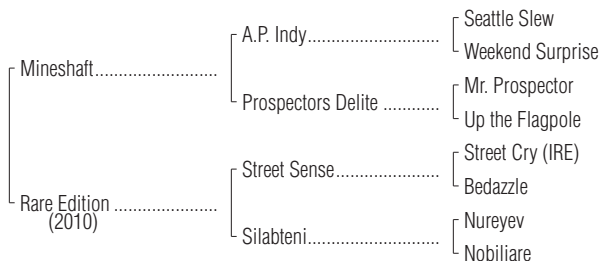 Seattle Slew
A.P. Indy..............................
Weekend Surprise
Mineshaft............................
Mr. Prospector
Prospectors Delite .............
Up the Flagpole
Street Cry (IRE)
Street Sense.......................
Bedazzle
Rare Edition .......................
(2010)
Nureyev
Silabteni..............................
Nobiliare